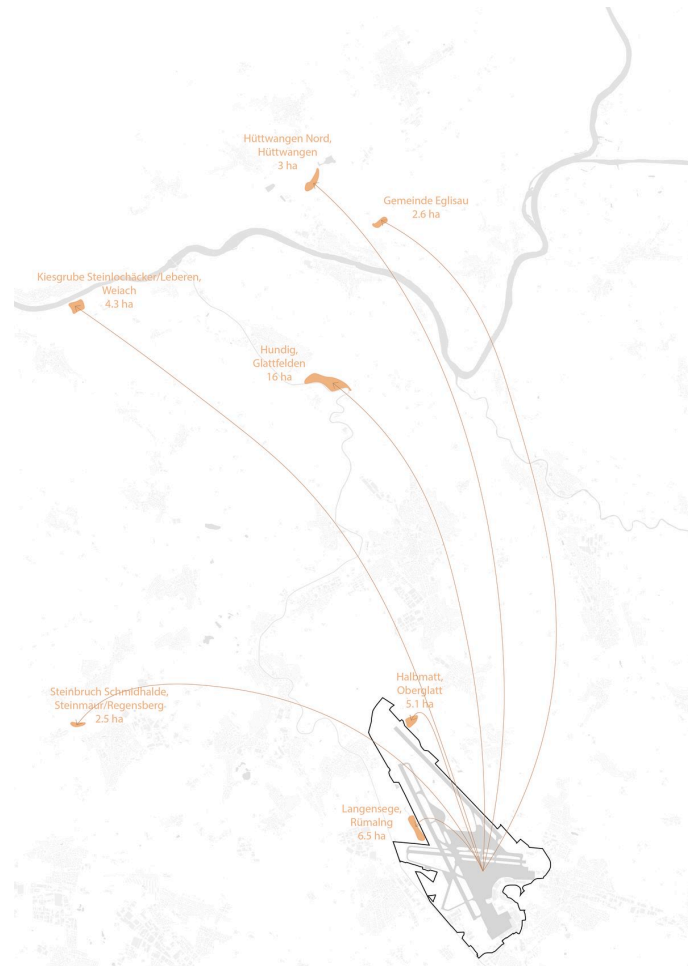 Hüttwangen Nord,
Hüttwangen
3 ha
Gemeinde Eglisau
2.6 ha
Kiesgrube Steinlochäcker/Leberen,
Weiach
4.3 ha
Hundig,
Glattfelden
16 ha
Steinbruch Schmidhalde,
Steinmaur/Regensberg
2.5 ha
Halbmatt,
Oberglatt
5.1 ha
Langensege,
Rümalng
6.5 ha